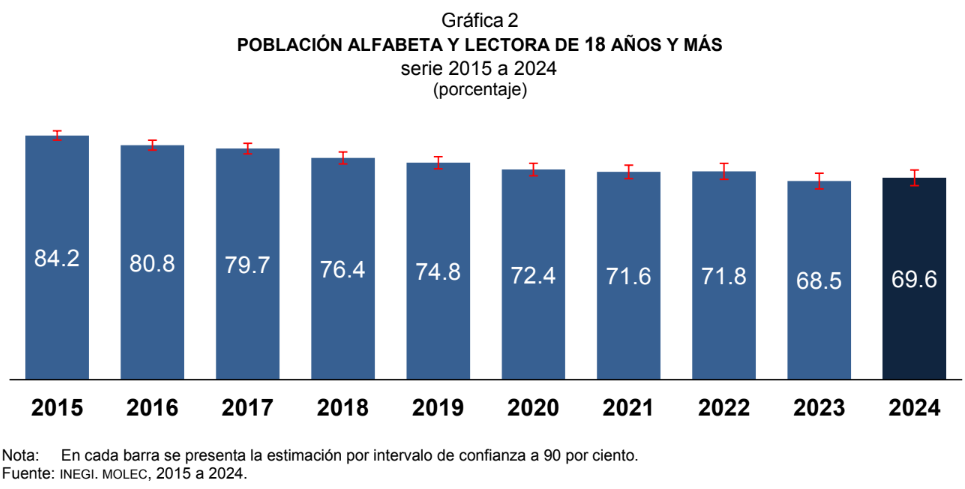 Gráfica 2
POBLACIÓN ALFABETA Y LECTORA DE 18 AÑOS Y MÁS
serie 2015 a 2024
(porcentaje)
84.2 80.8 79.7 76.4 74.8 72.4 71.6 71.8 68.5 69.6
2015 2016 2017 2018 2019 2020 2021 2022 2023 2024
Nota: En cada barra se presenta la estimación por intervalo de confianza a 90 por ciento.
Fuente: INEGI. MOLEC, 2015 a 2024.